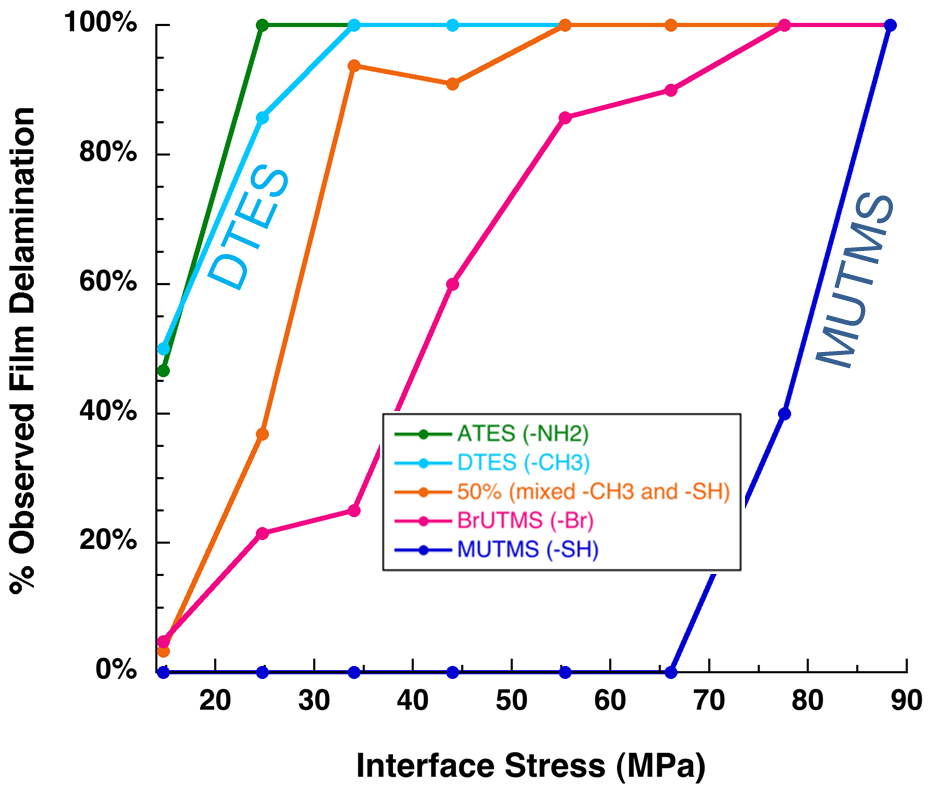 100%
80%
60%
40%
20%
0%
% Observed Film Delamination
DTES
MUTMS
ATES (-NH2)
DTES (-CH3)
50% (mixed -CH3 and -SH)
BrUTMS (-Br)
MUTMS (-SH)
20 30 40 50 60 70 80 90
Interface Stress (MPa)